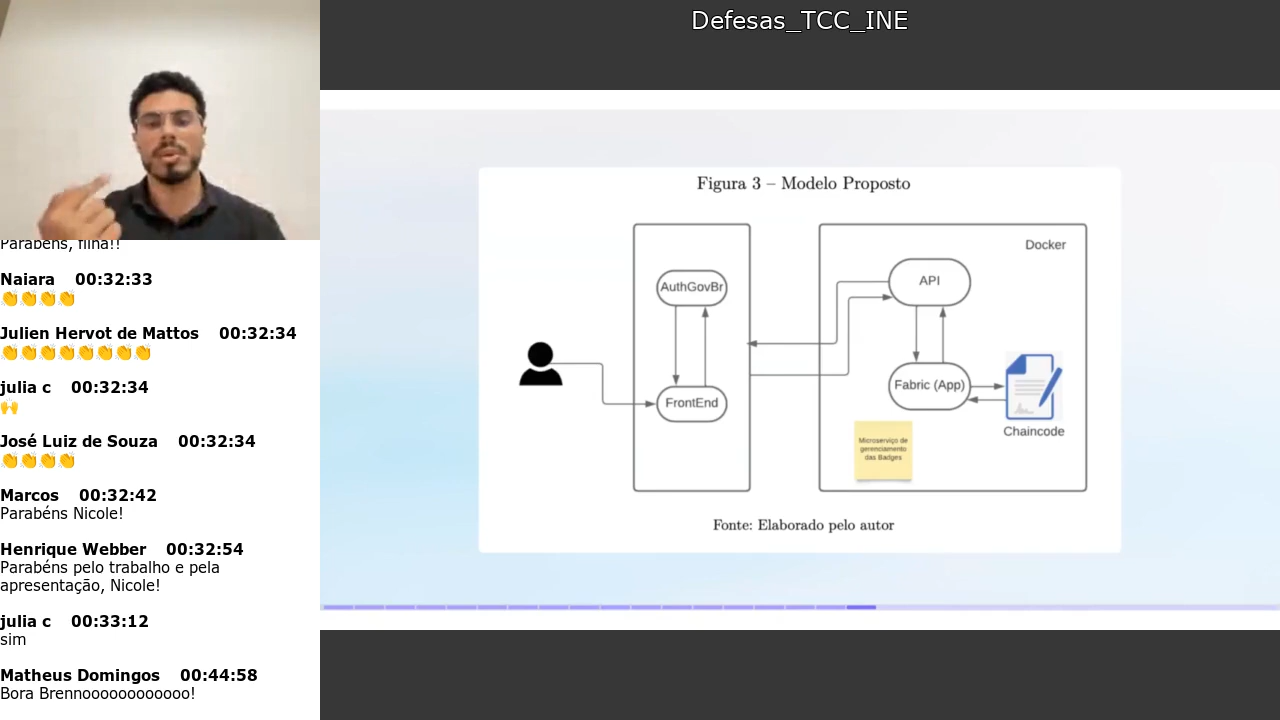 Defesas_TCC_INE
Parabéns, filha!!
Naiara 00:32:33
👏👏👏👏
Julien Hervot de Mattos 00:32:34
👏👏👏👏👏👏👏
julia c 00:32:34
🙌
José Luiz de Souza 00:32:34
👏👏👏👏
Marcos 00:32:42
Parabéns Nicole!
Henrique Webber 00:32:54
Parabéns pelo trabalho e pela
apresentação, Nicole!
julia c 00:33:12
sim
Matheus Domingos 00:44:58
Bora Brennoooooooooooo!
Figura 3 – Modelo Proposto
Docker
AuthGovBr
API
FrontEnd
Fabric (App)
Chaincode
Microserviço de
gerenciamento
das Badges
Fonte: Elaborado pelo autor